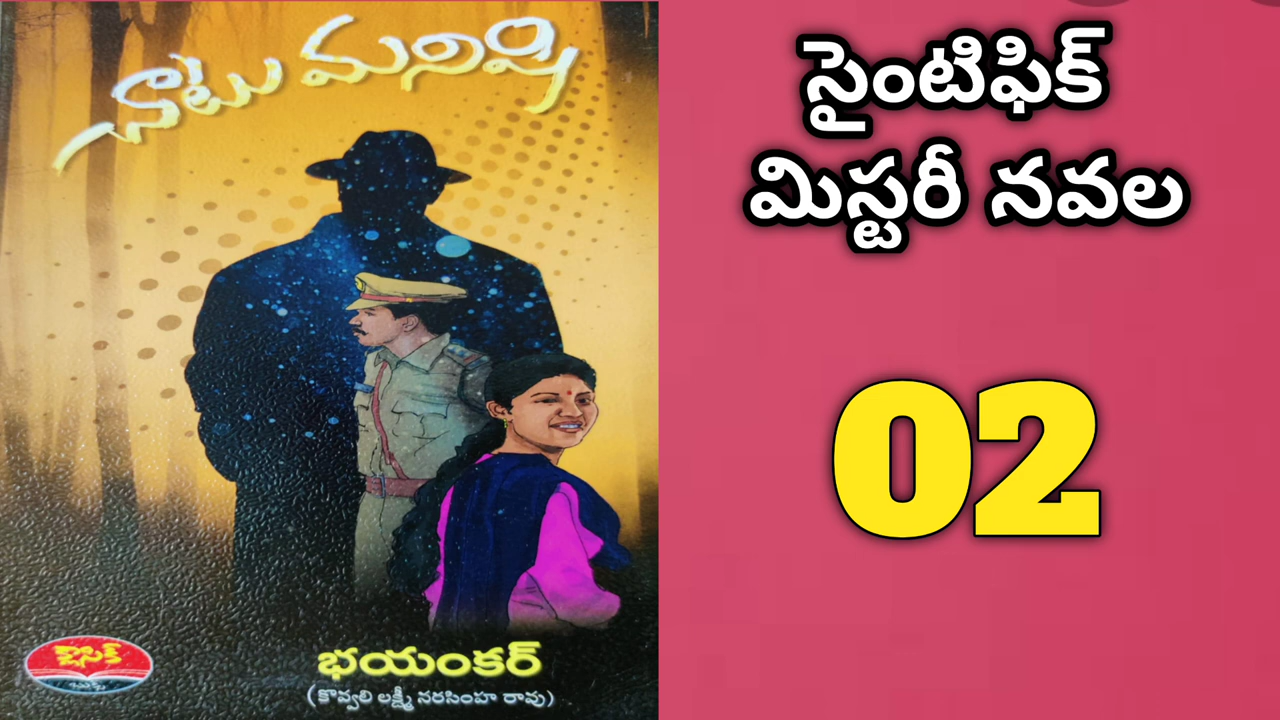 నాటు మనిషి
భయంకర్
(కొవ్వలి లక్ష్మీ నరసింహ రావు)
క్లాసిక్
బుక్స్
సైంటిఫిక్
మిస్టరీ నవల
02